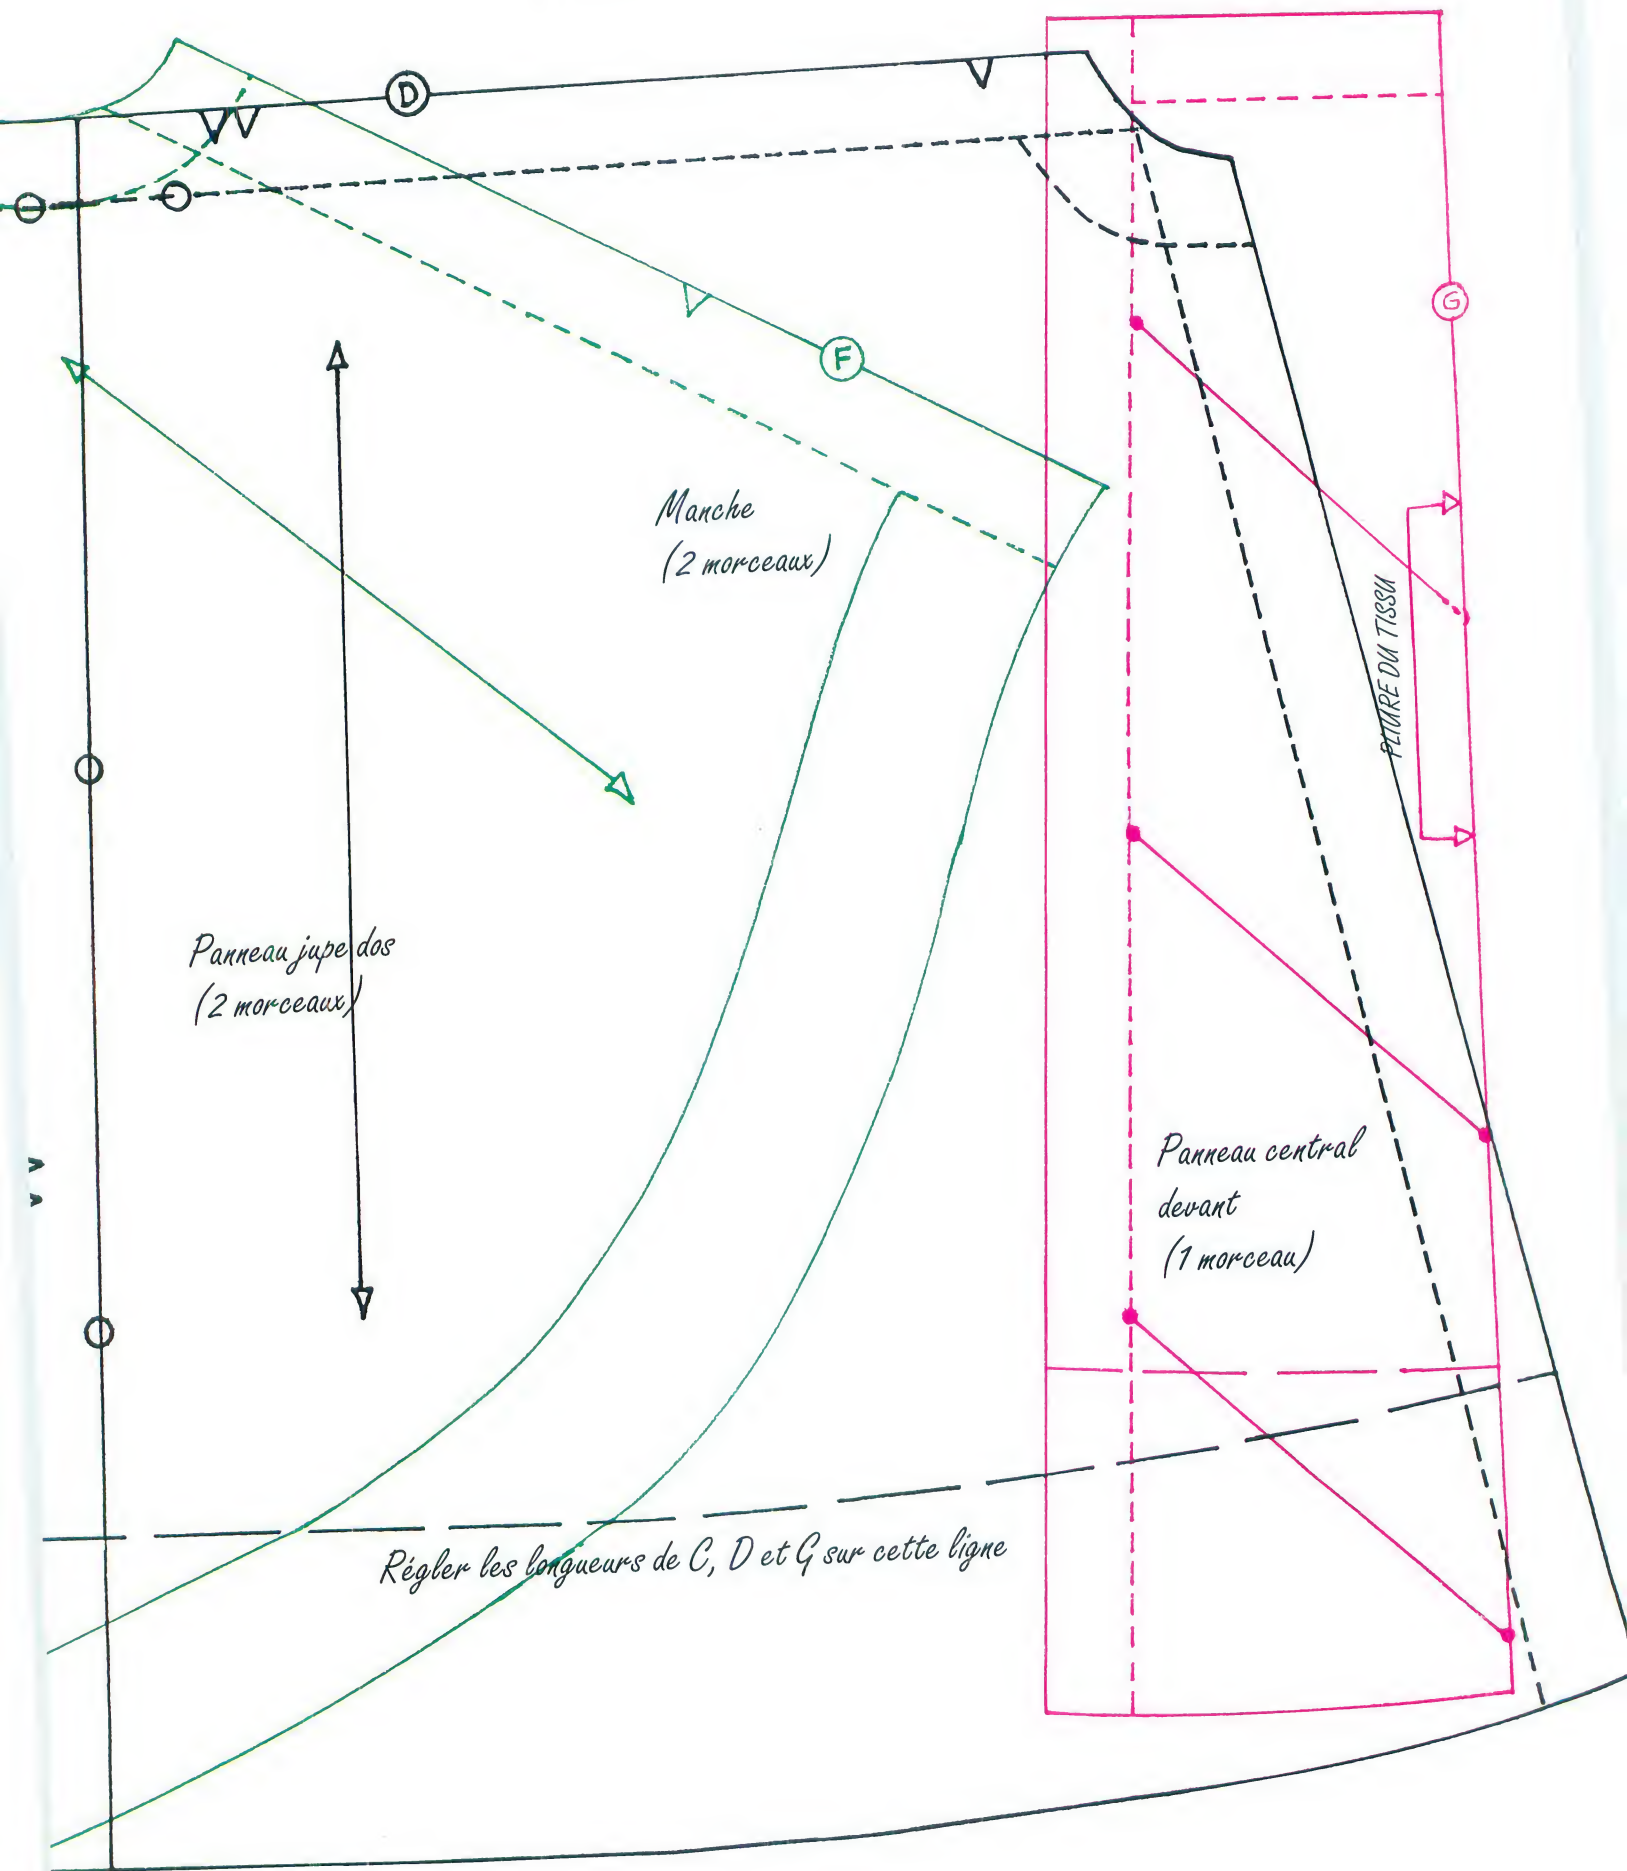 D
G
F
Manche
(2 morceaux)
PLIURE DU TISSU
Panneau jupe dos
(2 morceaux)
Panneau central
devant
(1 morceau)
Régler les longueurs de C, D et G sur cette ligne